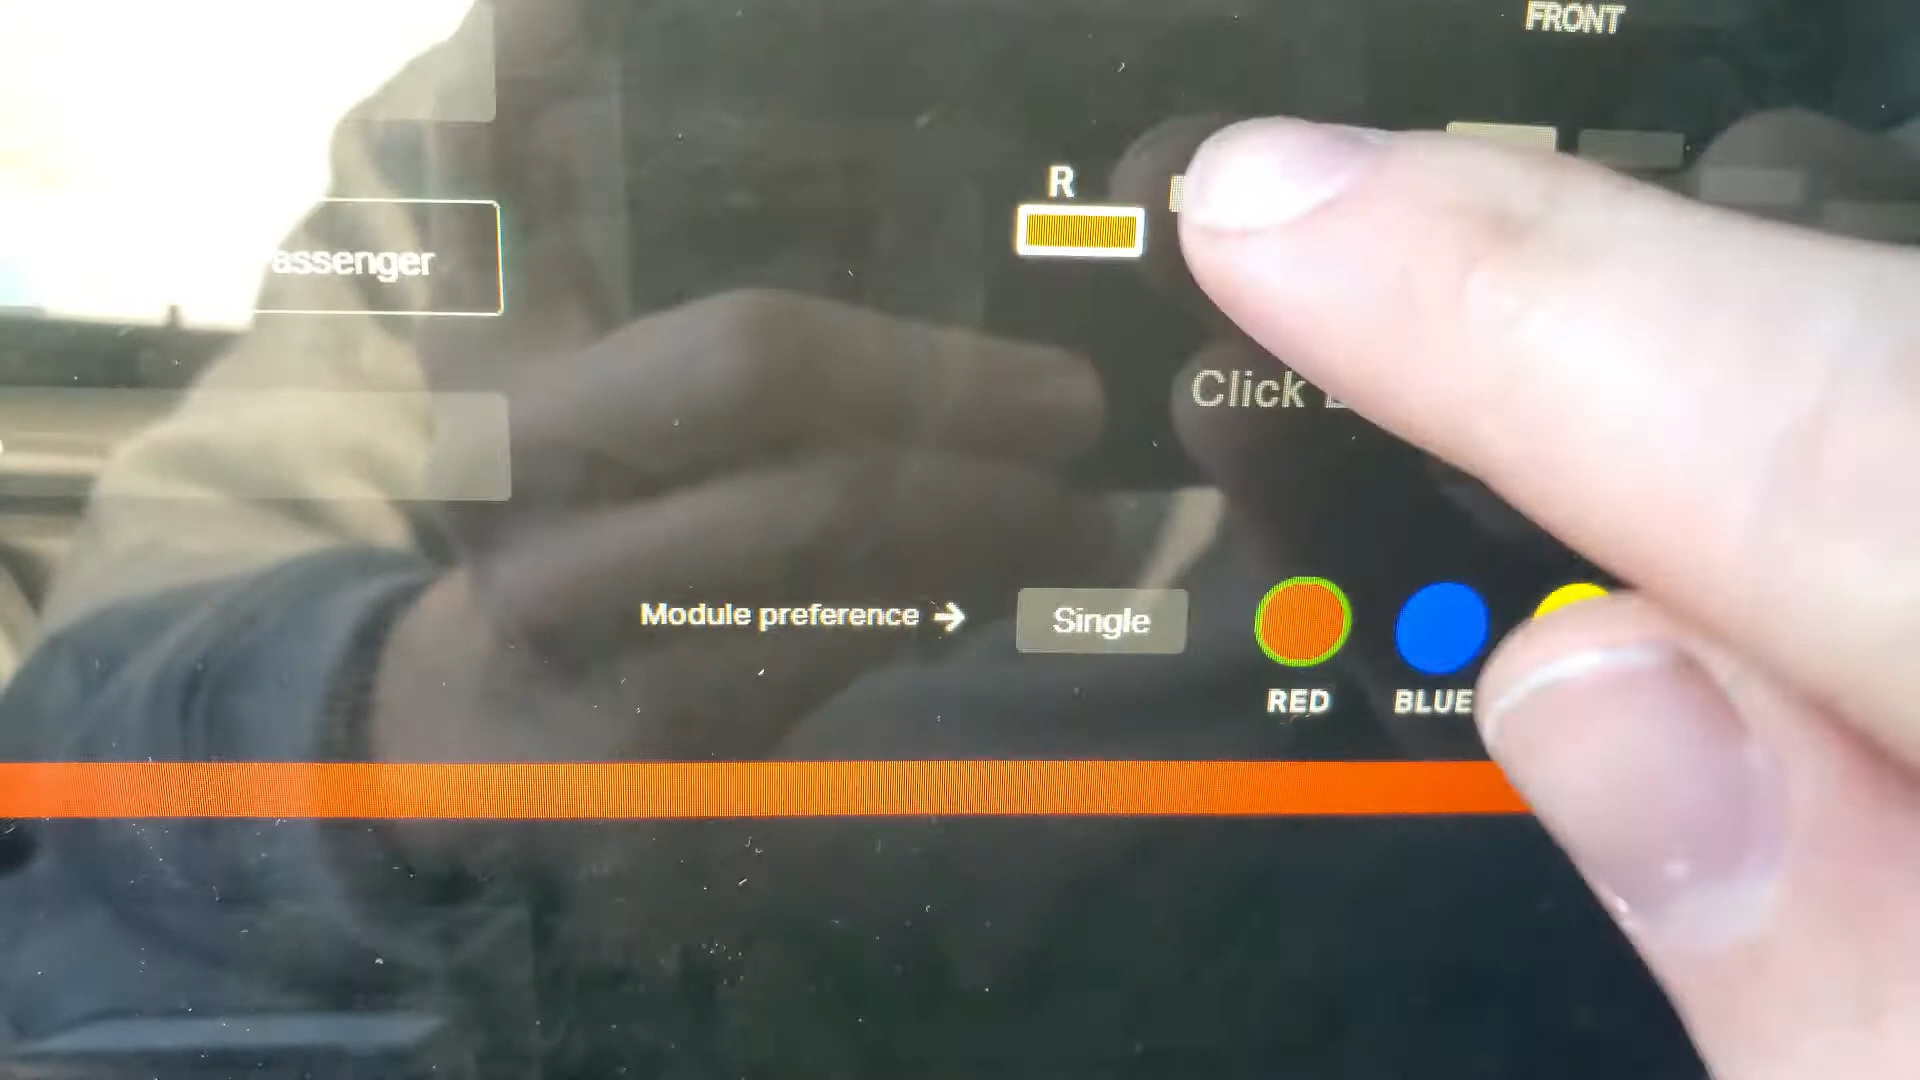 FRONT
R
assenger
Click
Module preference →
Single
RED
BLUE